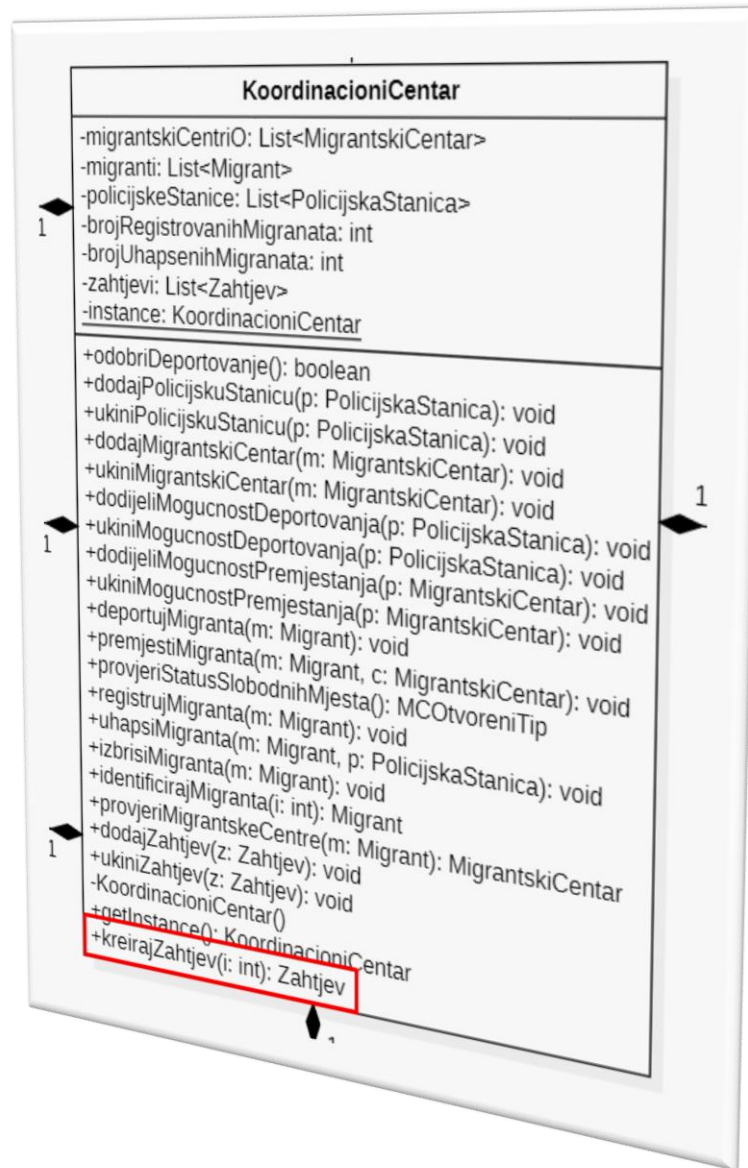 KoordinacioniCentar
-migrantskiCentriO: List<MigrantskiCentar>
-migranti: List<Migrant>
-policijskeStanice: List<PolicijskaStanica>
-brojRegistrovanihMigranata: int
-brojUhapsenihMigranata: int
-zahtjevi: List<Zahtjev>
-instance: KoordinacioniCentar
+odobriDeportovanje(): boolean
+dodajPolicijskuStanicu(p: PolicijskaStanica): void
+ukiniPolicijskuStanicu(p: PolicijskaStanica): void
+dodajMigrantskiCentar(m: MigrantskiCentar): void
+ukiniMigrantskiCentar(m: MigrantskiCentar): void
+dodijeliMogucnostDeportovanja(p: PolicijskaStanica): void
+ukiniMogucnostDeportovanja(p: PolicijskaStanica): void
+dodijeliMogucnostPremjestanja(p: MigrantskiCentar): void
+ukiniMogucnostPremjestanja(p: MigrantskiCentar): void
+deportujMigranta(m: Migrant): void
+premjestiMigranta(m: Migrant, c: MigrantskiCentar): void
+provjeriStatusSlobodnihMjesta(): MCOtvoreniTip
+registrujMigranta(m: Migrant): void
+uhapsiMigranta(m: Migrant, p: PolicijskaStanica): void
+izbrisiMigranta(m: Migrant): void
+identificirajMigranta(i: int): Migrant
+provjeriMigrantskeCentre(m: Migrant): MigrantskiCentar
+dodajZahtjev(z: Zahtjev): void
+ukiniZahtjev(z: Zahtjev): void
-KoordinacioniCentar()
+getInstance(): KoordinacioniCentar
+kreirajZahtjev(i: int): Zahtjev
1
1
1
1